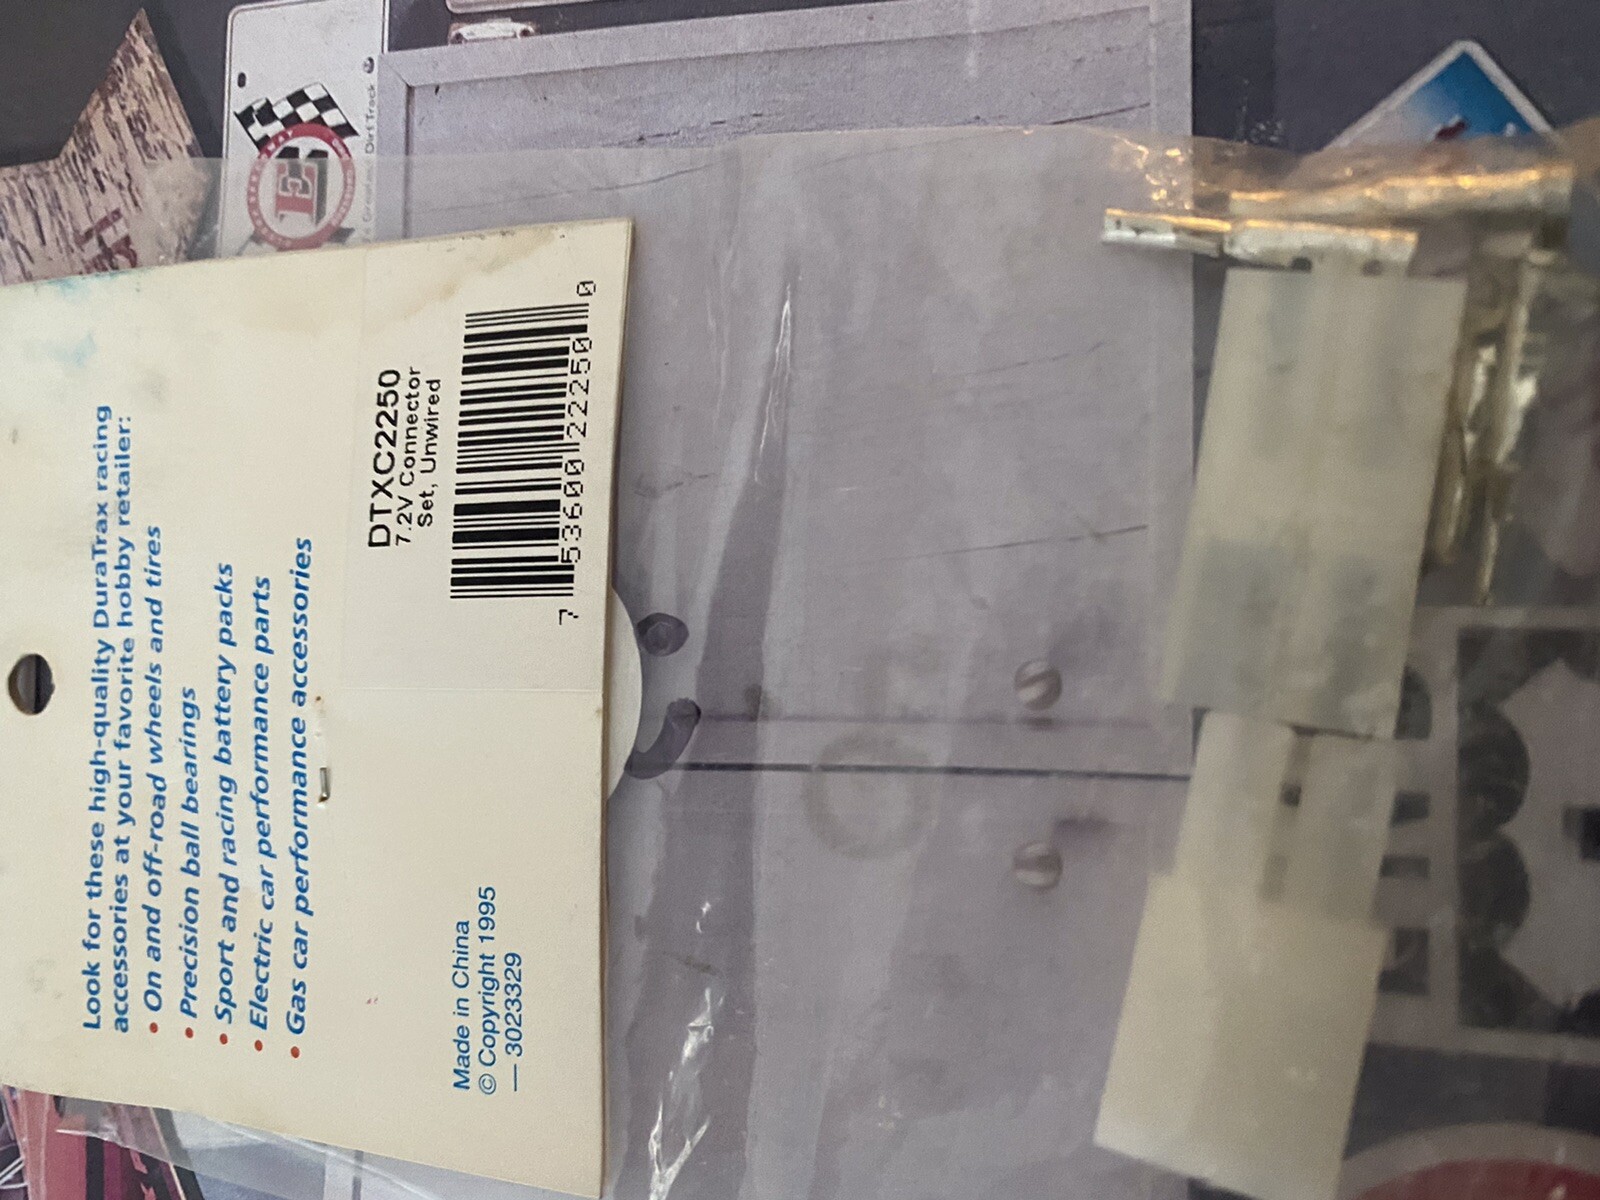 Look for these high-quality DuraTrax racing
accessories at your favorite hobby retailer:
• On and off-road wheels and tires
• Precision ball bearings
• Sport and racing battery packs
• Electric car performance parts
• Gas car performance accessories
DTXC2250
7.2V Connector
Set, Unwired
7 53600 22250 0
Made in China
© Copyright 1995
— 3023329
E
Dirt Track